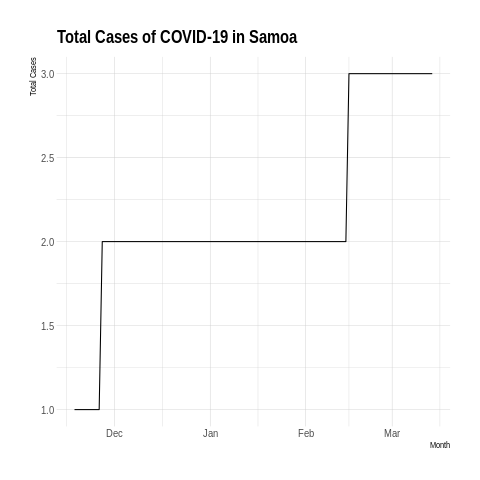 Total Cases of COVID-19 in Samoa
Total Cases
3.0
2.5
2.0
1.5
1.0
Dec Jan Feb Mar
Month